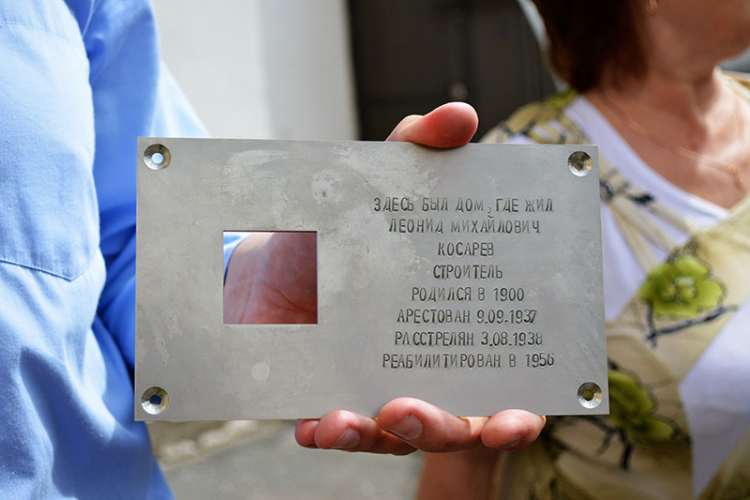 ЗДЕСЬ БЫЛ ДОМ, ГДЕ ЖИЛ
ЛЕОНИД МИХАЙЛОВИЧ
КОСАРЕВ
СТРОИТЕЛЬ
РОДИЛСЯ В 1900
АРЕСТОВАН 9.09.1937
РАССТРЕЛЯН 3.08.1938
РЕАБИЛИТИРОВАН В 1956